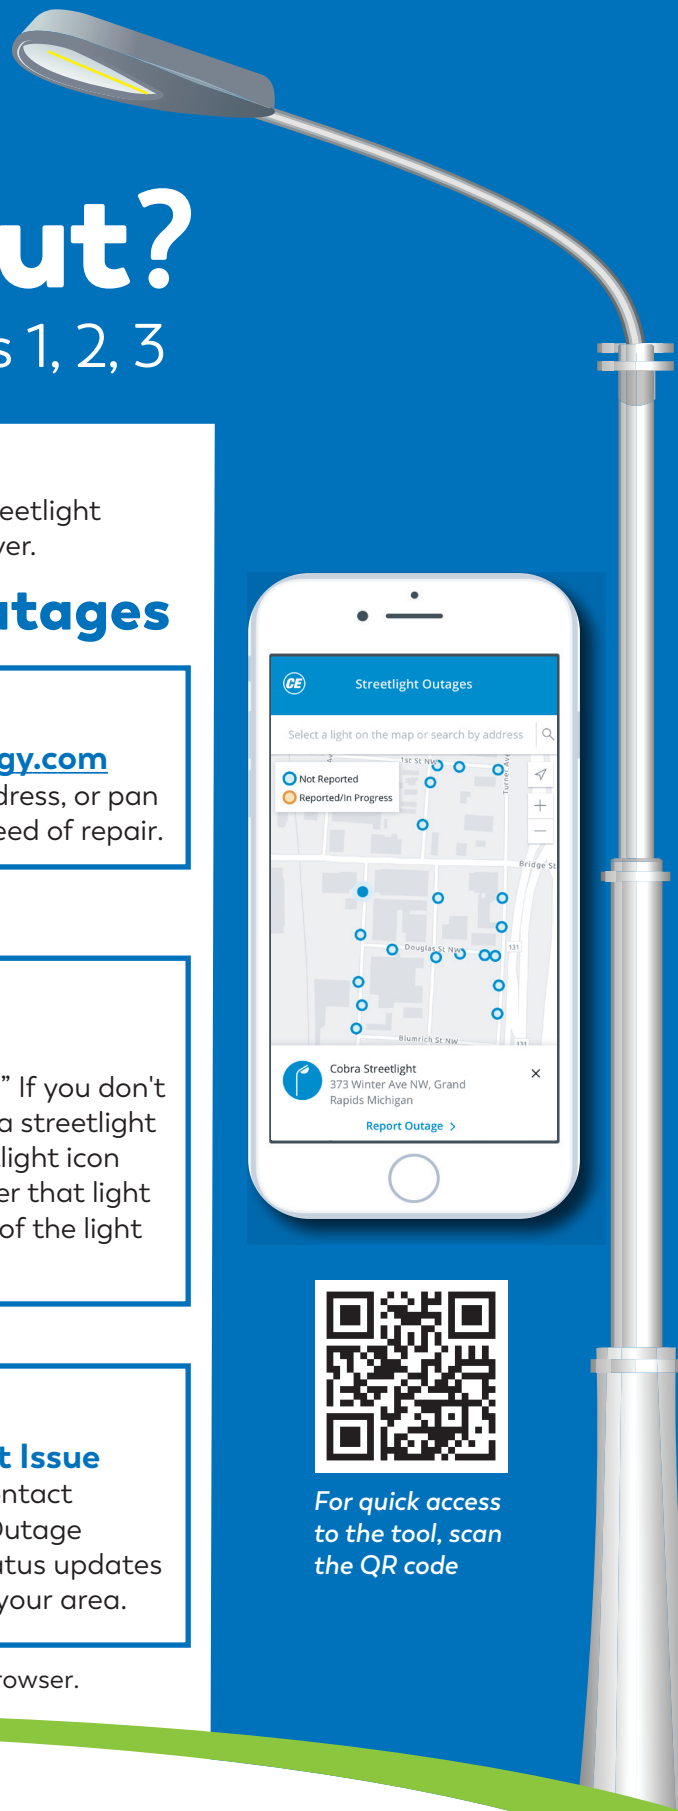 ut?
s 1, 2, 3
eetlight
ver.
utages
gy.com
dress, or pan
eed of repair.
” If you don't
a streetlight
light icon
er that light
of the light
t Issue
ontact
Outage
atus updates
your area.
rowser.
CE
Streetlight Outages
Select a light on the map or search by address
Not Reported
Reported/In Progress
1st St NW
Turner Ave
Bridge St
Douglas St NW
131
Blumrich St NW
131
Cobra Streetlight
373 Winter Ave NW, Grand
Rapids Michigan
Report Outage >
For quick access
to the tool, scan
the QR code